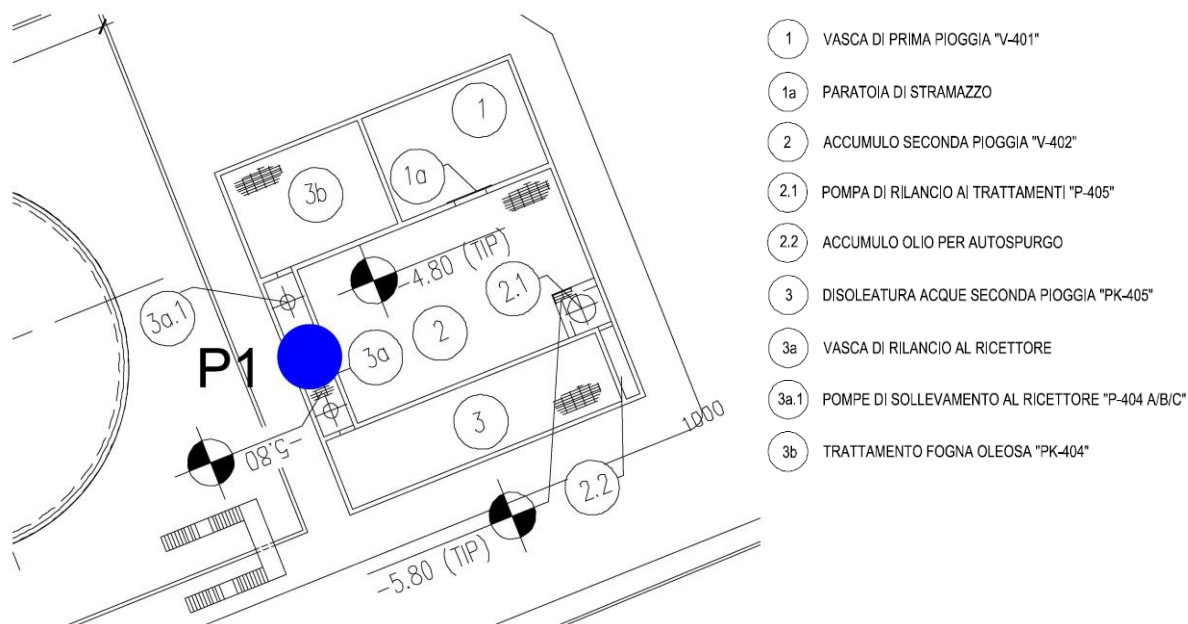 1 VASCA DI PRIMA PIOGGIA "V-401"
1a PARATOIA DI STRAMAZZO
2 ACCUMULO SECONDA PIOGGIA "V-402"
2.1 POMPA DI RILANCIO AI TRATTAMENTI "P-405"
2.2 ACCUMULO OLIO PER AUTOSPURGO
3 DISOLEATURA ACQUE SECONDA PIOGGIA "PK-405"
3a VASCA DI RILANCIO AL RICETTORE
3a.1 POMPE DI SOLLEVAMENTO AL RICETTORE "P-404 A/B/C"
3b TRATTAMENTO FOGNA OLEOSA "PK-404"
1
1a
3b
-4.80 (TIP)
2.1
3a.1
2
3a
P1
3
1000
-5.80
2.2
-5.80 (TIP)